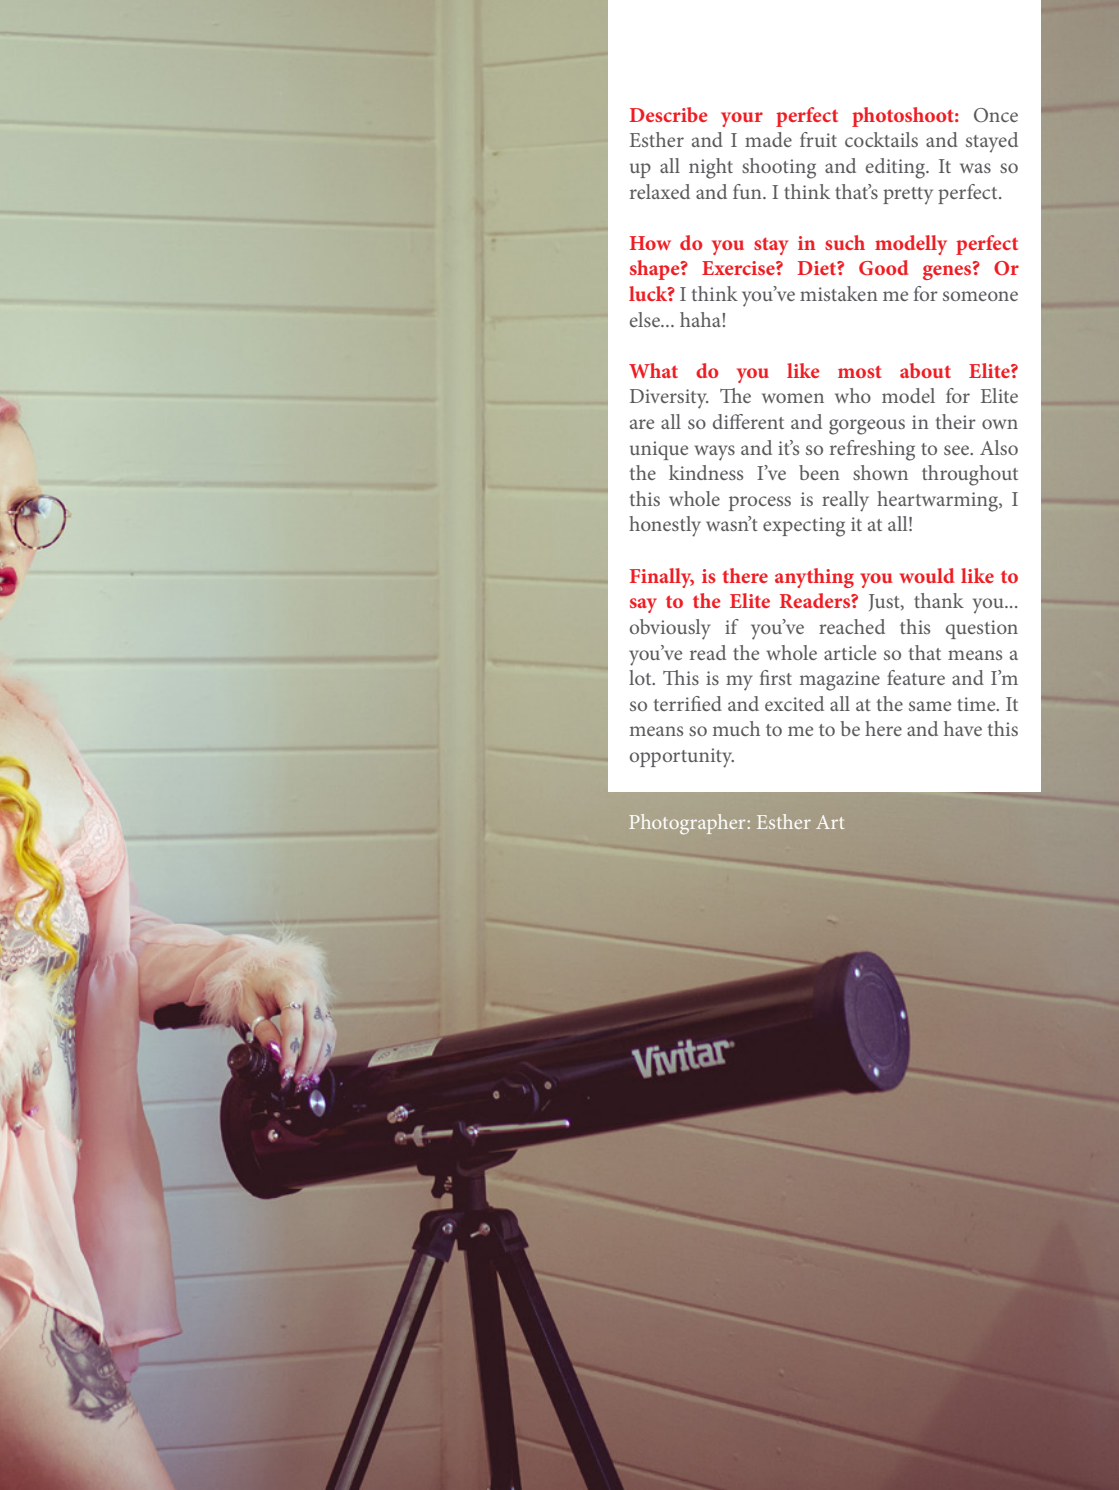 Describe your perfect photoshoot: Once
Esther and I made fruit cocktails and stayed
up all night shooting and editing. It was so
relaxed and fun. I think that’s pretty perfect.
How do you stay in such modelly perfect
shape? Exercise? Diet? Good genes? Or
luck? I think you’ve mistaken me for someone
else... haha!
What do you like most about Elite?
Diversity. The women who model for Elite
are all so different and gorgeous in their own
unique ways and it’s so refreshing to see. Also
the kindness I’ve been shown throughout
this whole process is really heartwarming, I
honestly wasn’t expecting it at all!
Finally, is there anything you would like to
say to the Elite Readers? Just, thank you...
obviously if you’ve reached this question
you’ve read the whole article so that means a
lot. This is my first magazine feature and I’m
so terrified and excited all at the same time. It
means so much to me to be here and have this
opportunity.
Photographer: Esther Art
Vivitar